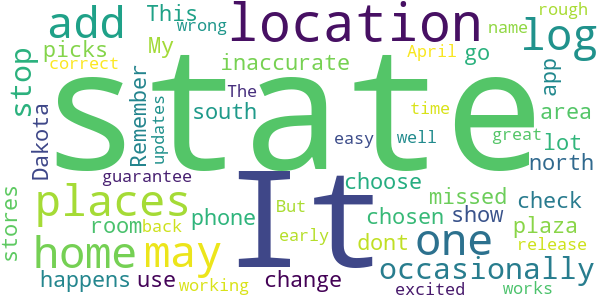 add This wrong location rough name log
stop picks My inaccurate April go app
correct state
Dakota Remember updates The south time area
easy well great lot
guarantee It north
stores places room phone choose missed check
back But chosen show plaza
home may early dont one release
happens use working change occasionally
excited works